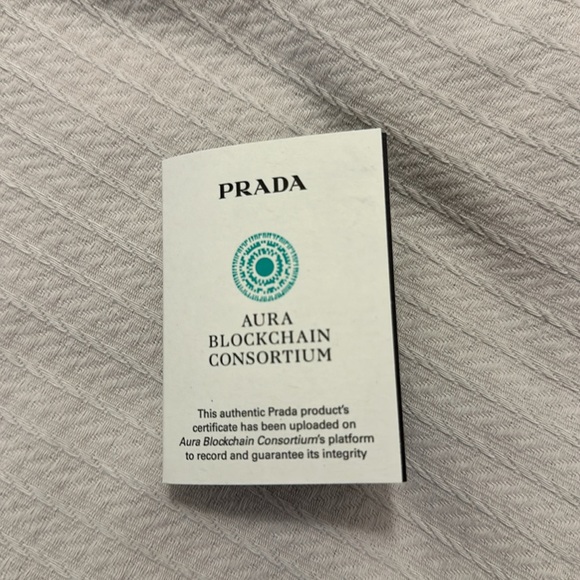 PRADA
AURA
BLOCKCHAIN
CONSORTIUM
This authentic Prada product's
certificate has been uploaded on
Aura Blockchain Consortium's platform
to record and guarantee its integrity